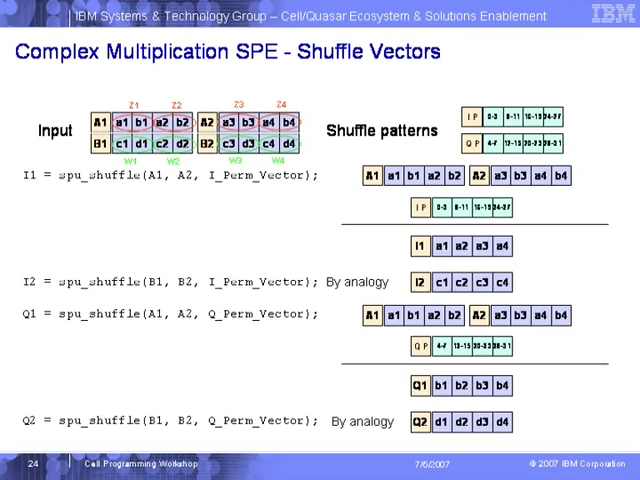 IBM Systems & Technology Group – Cell/Quasar Ecosystem & Solutions Enablement
IBM
Complex Multiplication SPE - Shuffle Vectors
Z1 Z2 Z3 Z4
Input
A1 a1 b1 a2 b2 A2 a3 b3 a4 b4
B1 c1 d1 c2 d2 B2 c3 d3 c4 d4
W1 W2 W3 W4
Shuffle patterns
I P 0-3 8-11 16-19 24-27
Q P 4-7 12-15 20-23 28-31
I1 = spu_shuffle(A1, A2, I_Perm_Vector);
A1 a1 b1 a2 b2 A2 a3 b3 a4 b4
I P 0-3 8-11 16-19 24-27
I1 a1 a2 a3 a4
I2 = spu_shuffle(B1, B2, I_Perm_Vector); By analogy
I2 c1 c2 c3 c4
Q1 = spu_shuffle(A1, A2, Q_Perm_Vector);
A1 a1 b1 a2 b2 A2 a3 b3 a4 b4
Q P 4-7 12-15 20-23 28-31
Q1 b1 b2 b3 b4
Q2 = spu_shuffle(B1, B2, Q_Perm_Vector); By analogy
Q2 d1 d2 d3 d4
24 Cell Programming Workshop 7/6/2007 © 2007 IBM Corporation